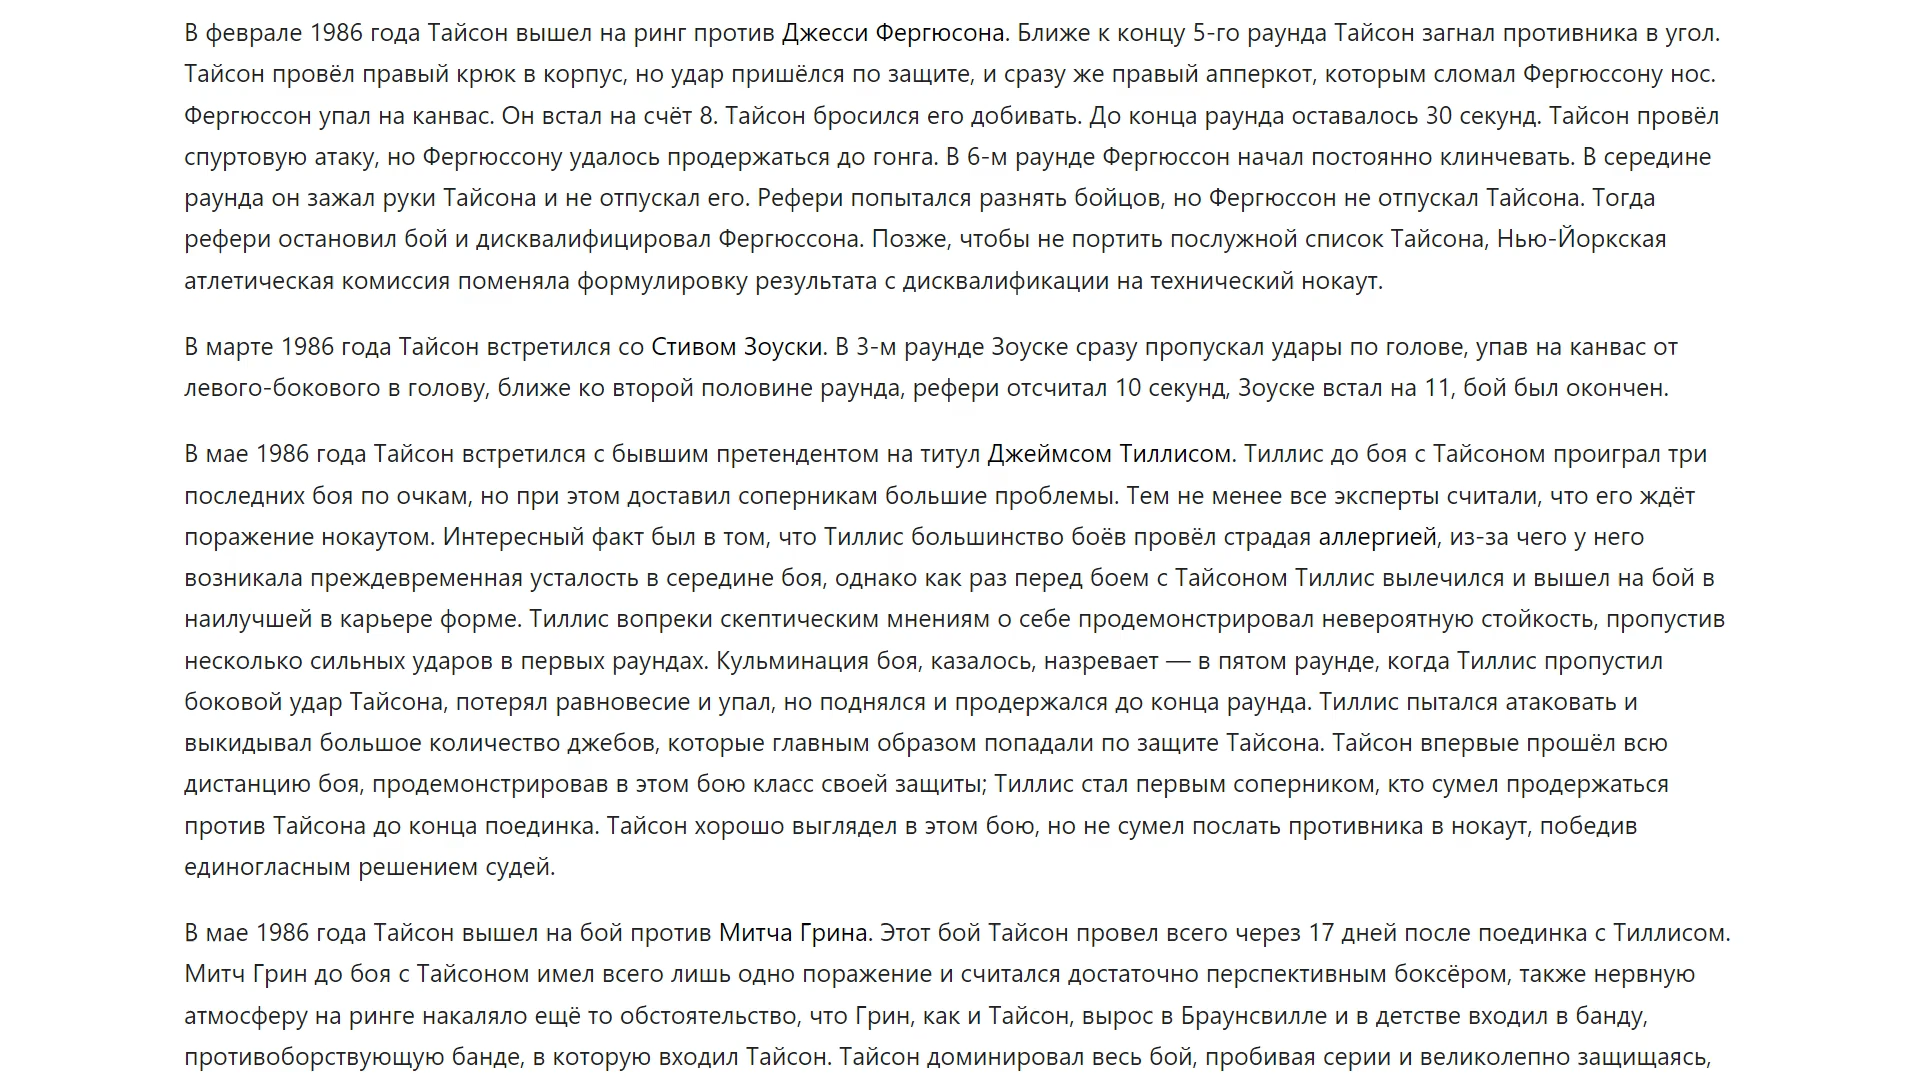 В феврале 1986 года Тайсон вышел на ринг против Джесси Фергюсона. Ближе к концу 5-го раунда Тайсон загнал противника в угол.
Тайсон провёл правый крюк в корпус, но удар пришёлся по защите, и сразу же правый апперкот, которым сломал Фергюссону нос.
Фергюссон упал на канвас. Он встал на счёт 8. Тайсон бросился его добивать. До конца раунда оставалось 30 секунд. Тайсон провёл
спуртовую атаку, но Фергюссону удалось продержаться до гонга. В 6-м раунде Фергюссон начал постоянно клинчевать. В середине
раунда он зажал руки Тайсона и не отпускал его. Рефери попытался разнять бойцов, но Фергюссон не отпускал Тайсона. Тогда
рефери остановил бой и дисквалифицировал Фергюссона. Позже, чтобы не портить послужной список Тайсона, Нью-Йоркская
атлетическая комиссия поменяла формулировку результата с дисквалификации на технический нокаут.
В марте 1986 года Тайсон встретился со Стивом Зоуски. В 3-м раунде Зоуске сразу пропускал удары по голове, упав на канвас от
левого-бокового в голову, ближе ко второй половине раунда, рефери отсчитал 10 секунд, Зоуске встал на 11, бой был окончен.
В мае 1986 года Тайсон встретился с бывшим претендентом на титул Джеймсом Тиллисом. Тиллис до боя с Тайсоном проиграл три
последних боя по очкам, но при этом доставил соперникам большие проблемы. Тем не менее все эксперты считали, что его ждёт
поражение нокаутом. Интересный факт был в том, что Тиллис большинство боёв провёл страдая аллергией, из-за чего у него
возникала преждевременная усталость в середине боя, однако как раз перед боем с Тайсоном Тиллис вылечился и вышел на бой в
наилучшей в карьере форме. Тиллис вопреки скептическим мнениям о себе продемонстрировал невероятную стойкость, пропустив
несколько сильных ударов в первых раундах. Кульминация боя, казалось, назревает — в пятом раунде, когда Тиллис пропустил
боковой удар Тайсона, потерял равновесие и упал, но поднялся и продержался до конца раунда. Тиллис пытался атаковать и
выкидывал большое количество джебов, которые главным образом попадали по защите Тайсона. Тайсон впервые прошёл всю
дистанцию боя, продемонстрировав в этом бою класс своей защиты; Тиллис стал первым соперником, кто сумел продержаться
против Тайсона до конца поединка. Тайсон хорошо выглядел в этом бою, но не сумел послать противника в нокаут, победив
единогласным решением судей.
В мае 1986 года Тайсон вышел на бой против Митча Грина. Этот бой Тайсон провел всего через 17 дней после поединка с Тиллисом.
Митч Грин до боя с Тайсоном имел всего лишь одно поражение и считался достаточно перспективным боксёром, также нервную
атмосферу на ринге накаляло ещё то обстоятельство, что Грин, как и Тайсон, вырос в Браунсвилле и в детстве входил в банду,
противоборствующую банде, в которую входил Тайсон. Тайсон доминировал весь бой, пробивая серии и великолепно защищаясь,